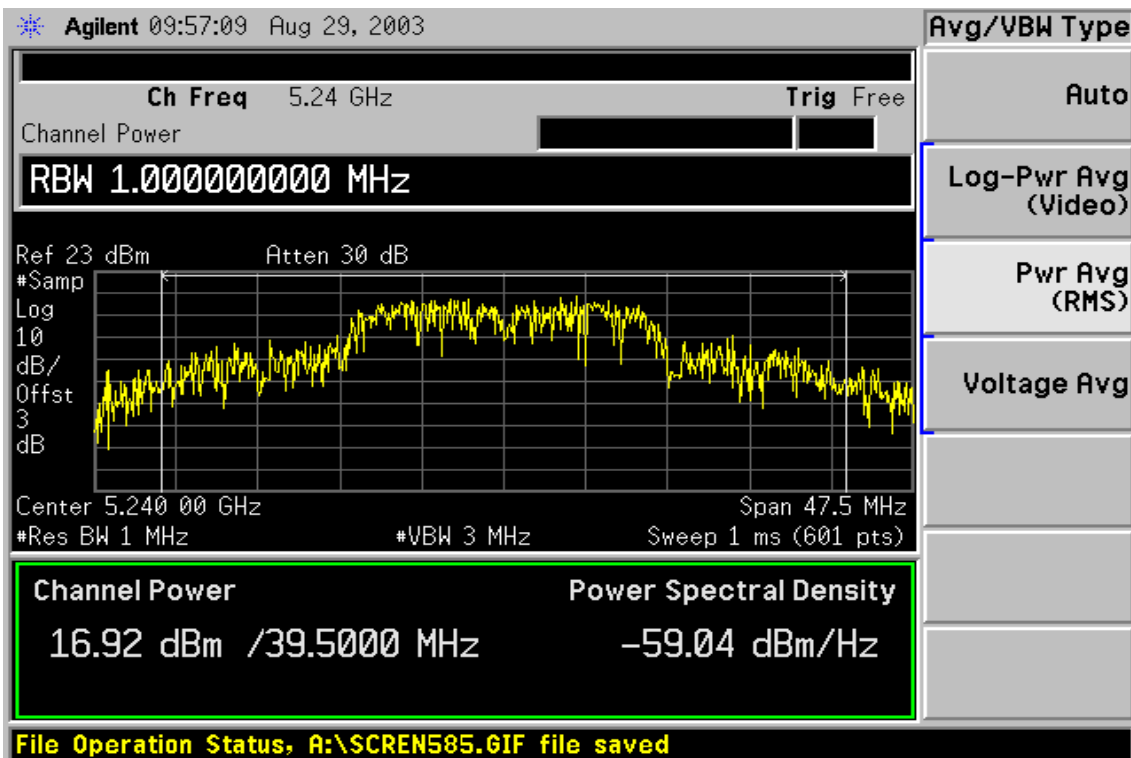 Agilent 09:57:09 Aug 29, 2003
Avg/VBW Type
Ch Freq 5.24 GHz Trig Free
Channel Power
RBW 1.000000000 MHz
Ref 23 dBm Atten 30 dB
#Samp
Log
10
dB/
Offst
3
dB
Center 5.240 00 GHz Span 47.5 MHz
#Res BW 1 MHz #VBW 3 MHz Sweep 1 ms (601 pts)
Channel Power Power Spectral Density
16.92 dBm /39.5000 MHz -59.04 dBm/Hz
File Operation Status, A:\SCREN585.GIF file saved
Auto
Log-Pwr Avg
(Video)
Pwr Avg
(RMS)
Voltage Avg